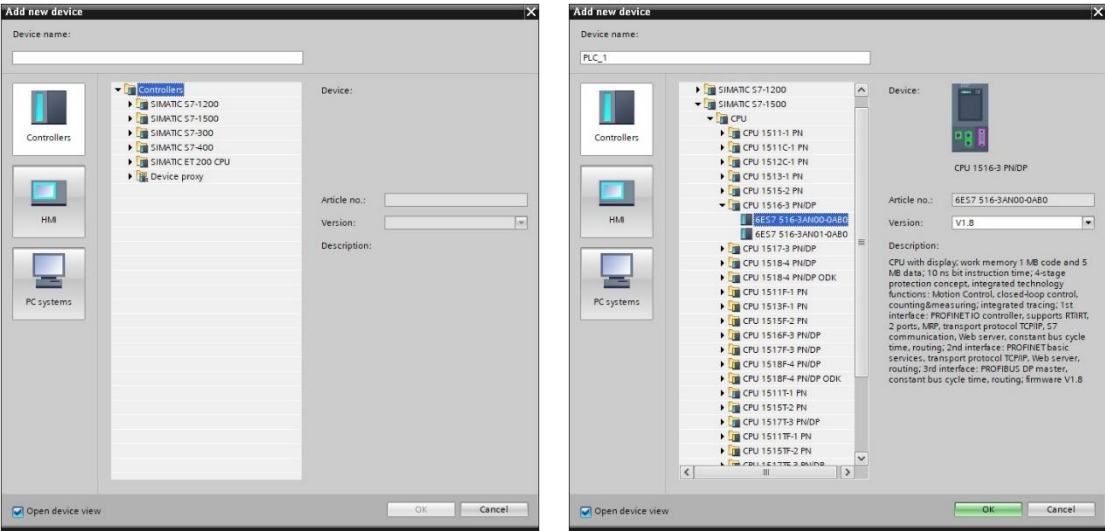 Add new device
X
Device name:
Controllers
HMI
PC systems
Controllers
SIMATIC S7-1200
SIMATIC S7-1500
SIMATIC S7-300
SIMATIC S7-400
SIMATIC ET 200 CPU
Device proxy
Device:
Article no.:
Version:
Description:
Open device view
OK
Cancel
Add new device
X
Device name:
PLC_1
Controllers
HMI
PC systems
SIMATIC S7-1200
SIMATIC S7-1500
CPU
CPU 1511-1 PN
CPU 1511C-1 PN
CPU 1512C-1 PN
CPU 1513-1 PN
CPU 1515-2 PN
CPU 1516-3 PN/DP
6ES7 516-3AN00-0AB0
6ES7 516-3AN01-0AB0
CPU 1517-3 PN/DP
CPU 1518-4 PN/DP
CPU 1518-4 PN/DP ODK
CPU 1511F-1 PN
CPU 1513F-1 PN
CPU 1515F-2 PN
CPU 1516F-3 PN/DP
CPU 1517F-3 PN/DP
CPU 1518F-4 PN/DP
CPU 1518F-4 PN/DP ODK
CPU 1511T-1 PN
CPU 1515T-2 PN
CPU 1517T-3 PN/DP
CPU 1511TF-1 PN
CPU 1515TF-2 PN
CPU 1517TF-3 PN/DP
Device:
CPU 1516-3 PN/DP
Article no.:
6ES7 516-3AN00-0AB0
Version:
V1.8
Description:
CPU with display; work memory 1 MB code and 5
MB data; 10 ns bit instruction time; 4-stage
protection concept, integrated technology
functions: Motion Control, closed-loop control,
counting&measuring; integrated tracing; 1st
interface: PROFINET IO controller, supports RT/IRT,
2 ports, MRP, transport protocol TCP/IP, S7
communication, Web server, constant bus cycle
time, routing; 2nd interface: PROFINET basic
services, transport protocol TCP/IP, Web server,
routing; 3rd interface: PROFIBUS DP master,
constant bus cycle time, routing; firmware V1.8
Open device view
OK
Cancel